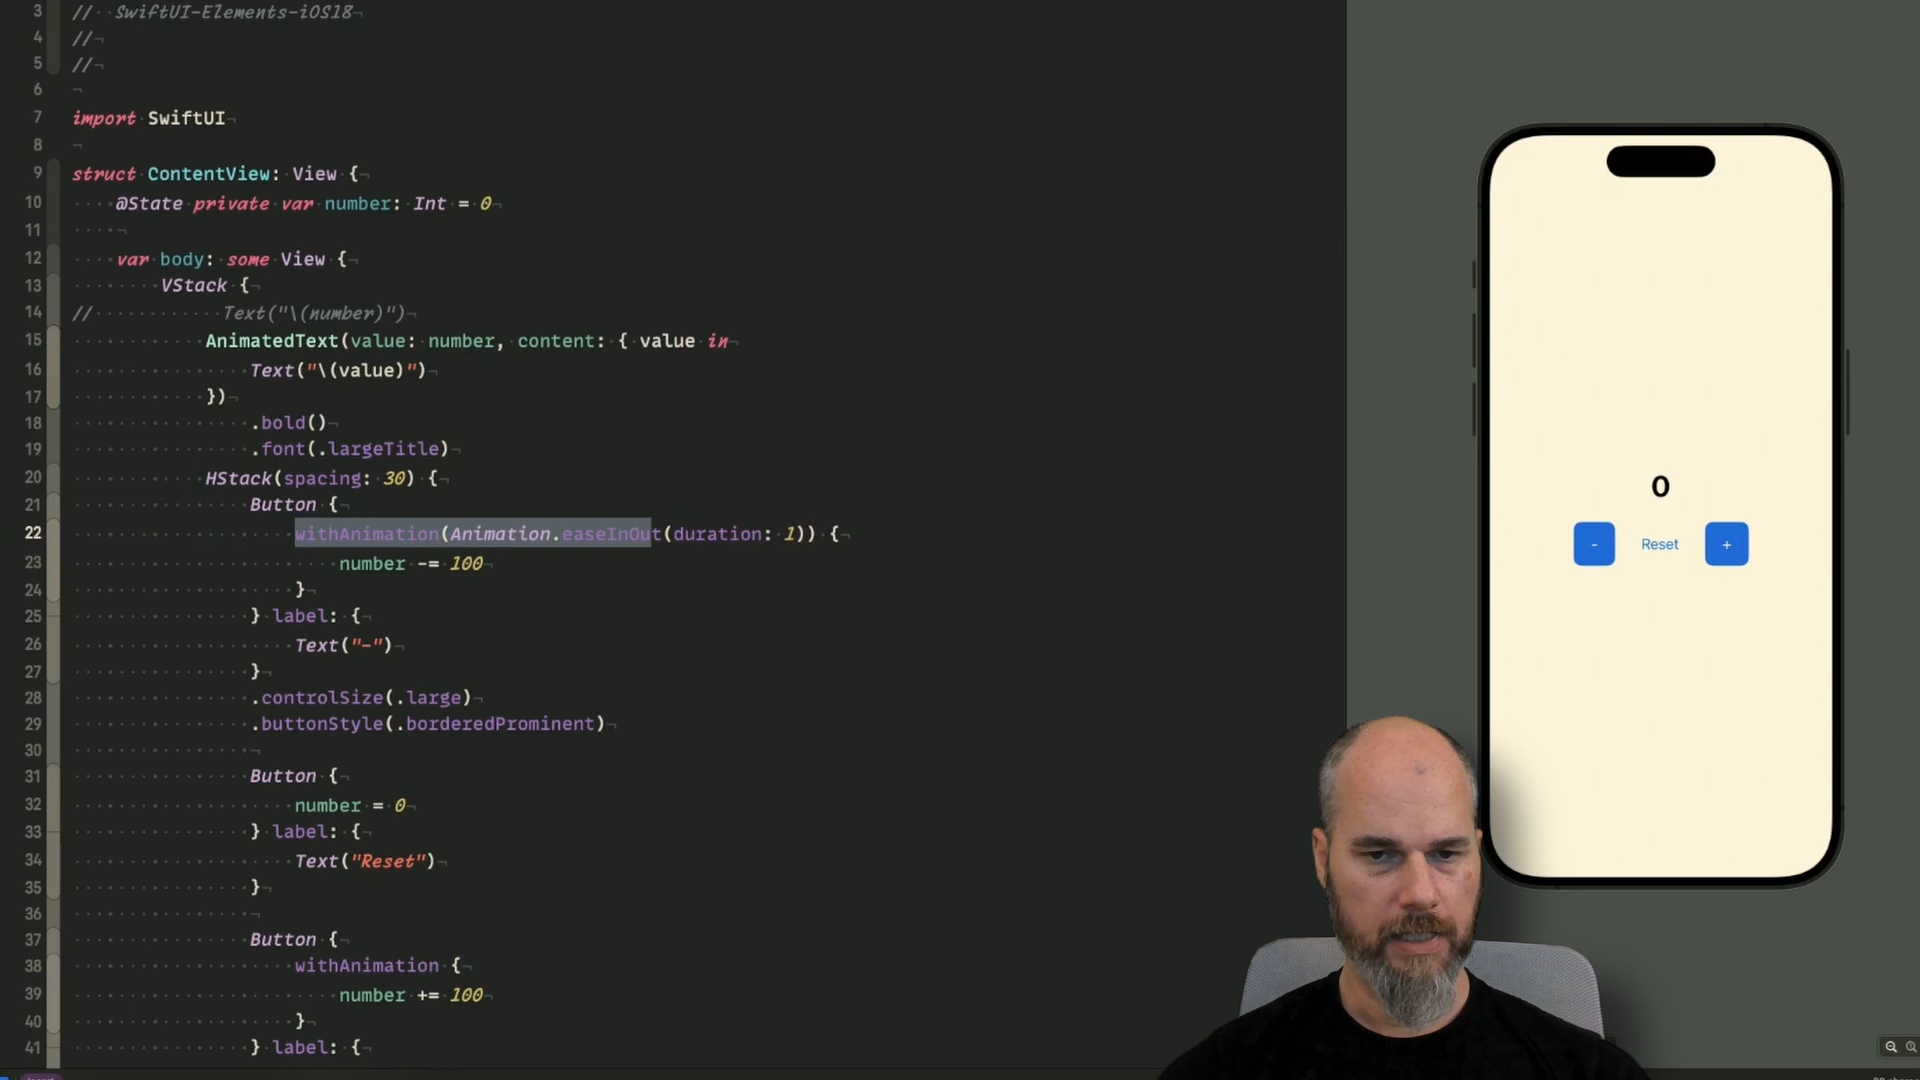 3 // SwiftUI-Elements-iOS18
4 //
5 //
6
7 import SwiftUI
8
9 struct ContentView: View {
10 @State private var number: Int = 0
11
12 var body: some View {
13 VStack {
14 // Text("\(number)")
15 AnimatedText(value: number, content: { value in
16 Text("\(value)")
17 })
18 .bold()
19 .font(.largeTitle)
20 HStack(spacing: 30) {
21 Button {
22 withAnimation(Animation.easeInOut(duration: 1)) {
23 number -= 100
24 }
25 } label: {
26 Text("-")
27 }
28 .controlSize(.large)
29 .buttonStyle(.borderedProminent)
30
31 Button {
32 number = 0
33 } label: {
34 Text("Reset")
35 }
36
37 Button {
38 withAnimation {
39 number += 100
40 }
41 } label: {
0
- Reset +